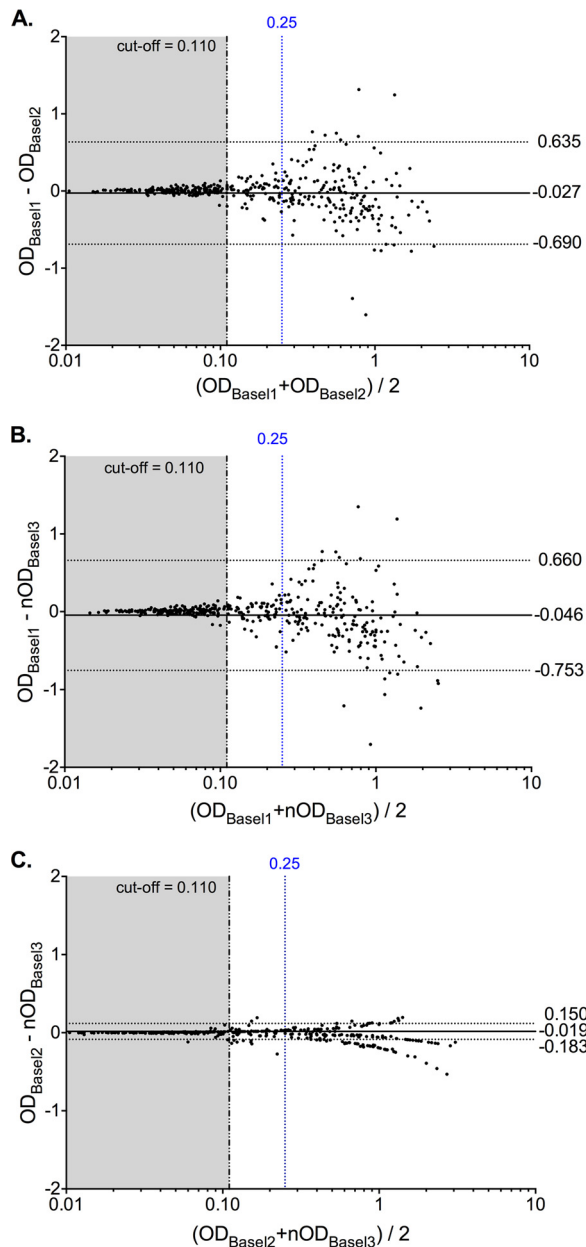 A.
0.25
cut-off = 0.110
2
1
0
-1
-2
0.635
-0.027
-0.690
OD_Basel1 - OD_Basel2
0.01 0.10 1 10
(OD_Basel1+OD_Basel2) / 2
B.
0.25
cut-off = 0.110
2
1
0
-1
-2
0.660
-0.046
-0.753
OD_Basel1 - nOD_Basel3
0.01 0.10 1 10
(OD_Basel1+nOD_Basel3) / 2
C.
0.25
cut-off = 0.110
2
1
0
-1
-2
0.150
-0.019
-0.183
OD_Basel2 - nOD_Basel3
0.01 0.10 1 10
(OD_Basel2+nOD_Basel3) / 2